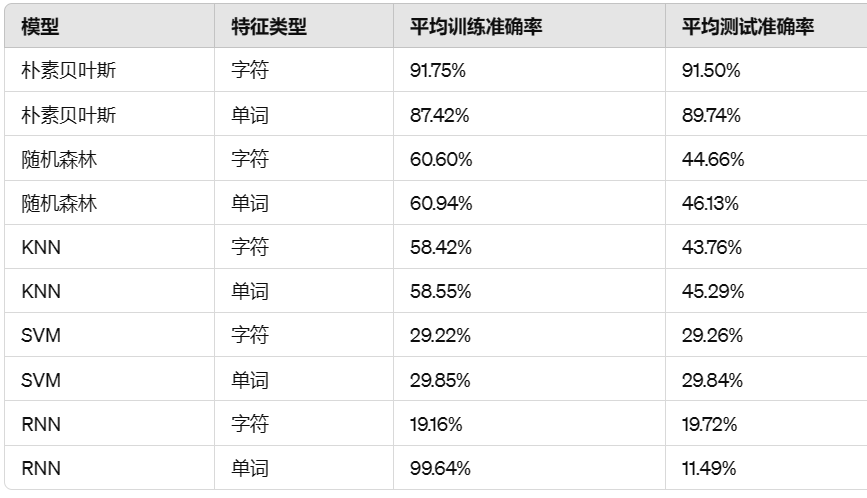 模型 特征类型 平均训练准确率 平均测试准确率
朴素贝叶斯 字符 91.75% 91.50%
朴素贝叶斯 单词 87.42% 89.74%
随机森林 字符 60.60% 44.66%
随机森林 单词 60.94% 46.13%
KNN 字符 58.42% 43.76%
KNN 单词 58.55% 45.29%
SVM 字符 29.22% 29.26%
SVM 单词 29.85% 29.84%
RNN 字符 19.16% 19.72%
RNN 单词 99.64% 11.49%